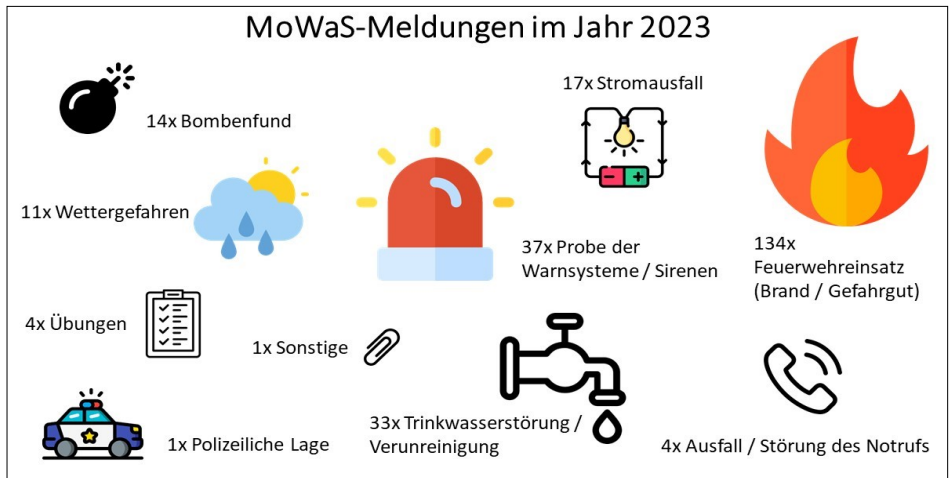 MoWaS-Meldungen im Jahr 2023
17x Stromausfall
14x Bombenfund
11x Wettergefahren
37x Probe der
Warnsysteme / Sirenen
134x
Feuerwehreinsatz
(Brand / Gefahrgut)
4x Übungen
1x Sonstige
33x Trinkwasserstörung /
Verunreinigung
1x Polizeiliche Lage
4x Ausfall / Störung des Notrufs